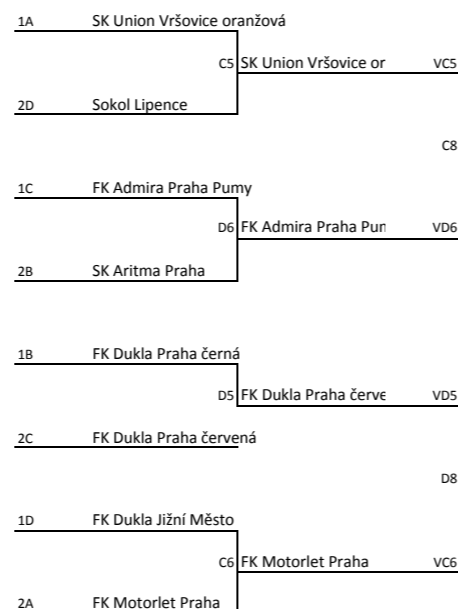 1A SK Union Vršovice oranžová
C5 SK Union Vršovice or VC5
2D Sokol Lipence
C8
1C FK Admira Praha Pumy
D6 FK Admira Praha Pun VD6
2B SK Aritma Praha
1B FK Dukla Praha černá
D5 FK Dukla Praha červe VD5
2C FK Dukla Praha červená
D8
1D FK Dukla Jižní Město
C6 FK Motorlet Praha VC6
2A FK Motorlet Praha